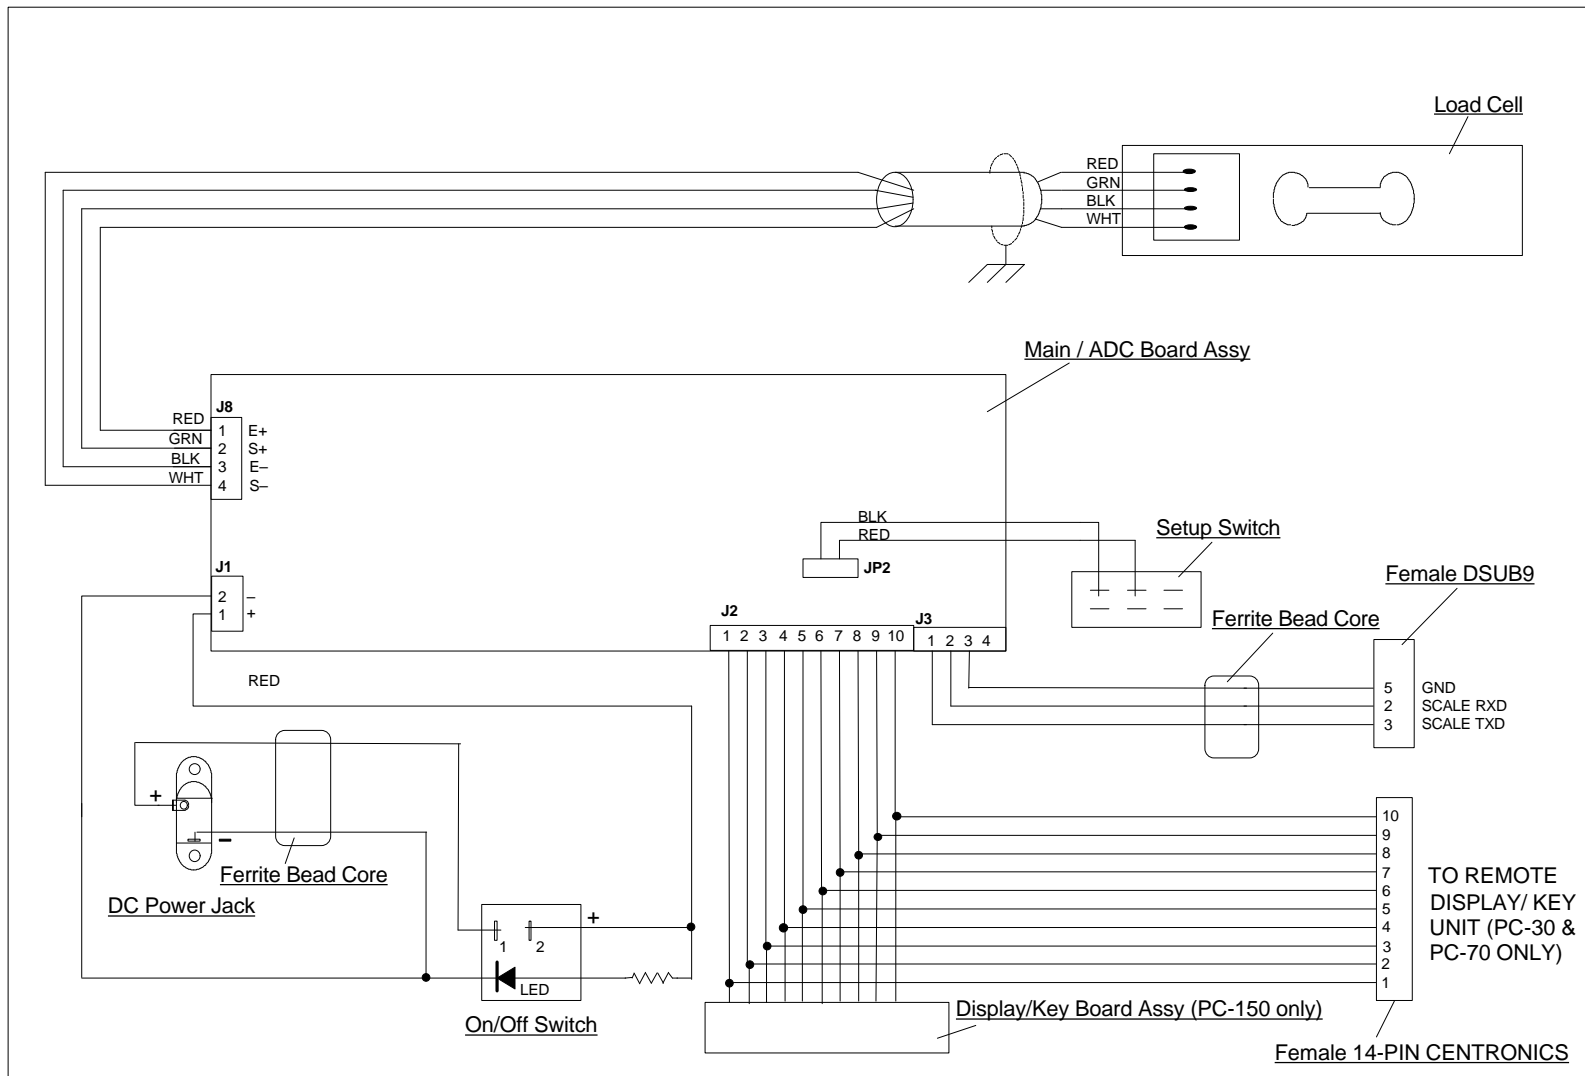 Load Cell
RED
GRN
BLK
WHT
Main / ADC Board Assy
J8
RED 1 E+
GRN 2 S+
BLK 3 E–
WHT 4 S–
BLK
RED
JP2
Setup Switch
J1
2 –
1 +
Female DSUB9
J2
J3
1 2 3 4 5 6 7 8 9 10
1 2 3 4
Ferrite Bead Core
RED
5 GND
2 SCALE RXD
3 SCALE TXD
+
–
Ferrite Bead Core
DC Power Jack
+
1 2
LED
On/Off Switch
10
9
8
7
6
5
4
3
2
1
TO REMOTE
DISPLAY/ KEY
UNIT (PC-30 &
PC-70 ONLY)
Display/Key Board Assy (PC-150 only)
Female 14-PIN CENTRONICS